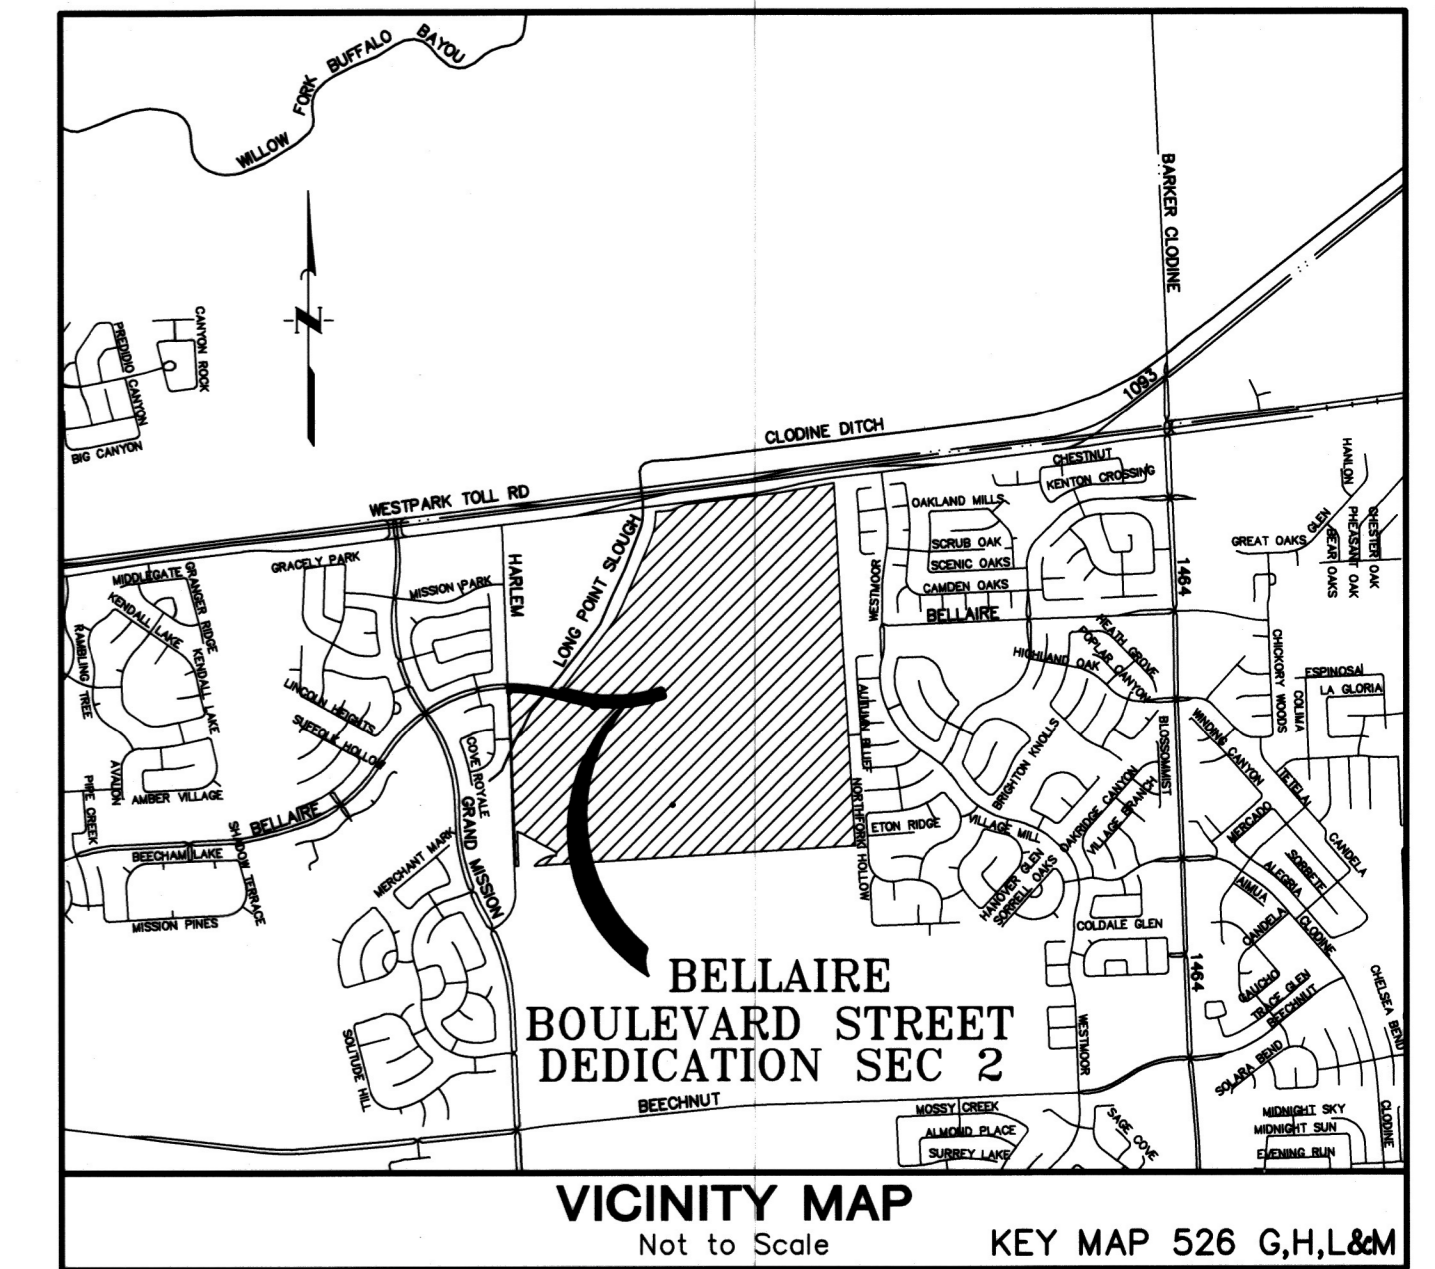 WILLOW FORK BUFFALO BAYOU
BARKER CLODINE
N
CANYON ROCK
PREDIDIO CANYON
BIG CANYON
1093
CLODINE DITCH
WESTPARK TOLL RD
CHESTNUT
KENTON CROSSING
OAKLAND MILLS
SCRUB OAK
SCENIC OAKS
CAMDEN OAKS
BELLAIRE
WESTMOOR
HANLON
GLEN
GREAT OAKS
BEAR OAKS
PHEASANT OAK
CHESTER OAK
1464
HARLEM
LONG POINT SLOUGH
GRACELY PARK
MISSION PARK
MIDDLEGATE
GRANGER RIDGE
KENDALL LAKE
KENDALL LAKE
RAMBLING TREE
LINCOLN HEIGHTS
SUFFOLK HOLLOW
HEATH GROVE
POPLAR CANYON
HIGHLAND OAK
CHICKORY WOODS
ESPINOSA
LA GLORIA
COLIMA
AUTUMN BLUFF
BRIGHTON KNOLLS
BLOSSOMMIST
WINDING CANYON
TETELA
COVE ROYALE
GRAND MISSION
AVALON
PIPE CREEK
AMBER VILLAGE
BELLAIRE
SHADOW TERRACE
BEECHAM LAKE
MISSION PINES
MERCHANT MARK
NORTHFORK HOLLOW
ETON RIDGE
VILLAGE MILL
OAKRIDGE CANYON
VILLAGE BRANCH
HANOVER GLEN
SORRELL OAKS
MERCADO
CANDELA
SORBETE
ALEGRIA
AIMUA
CANDELA
CLODINE
COLDALE GLEN
1464
GAUCHO
TRACE GLEN
BEECHNUT
CHELSEA BEND
SOLARA BEND
WESTMOOR
SOLITUDE HILL
BELLAIRE
BOULEVARD STREET
DEDICATION SEC 2
BEECHNUT
MOSSY CREEK
ALMOND PLACE
SURREY LAKE
SAGE COVE
MIDNIGHT SKY
MIDNIGHT SUN
EVENING RUN
CLODINE
VICINITY MAP
Not to Scale
KEY MAP 526 G,H,L&M